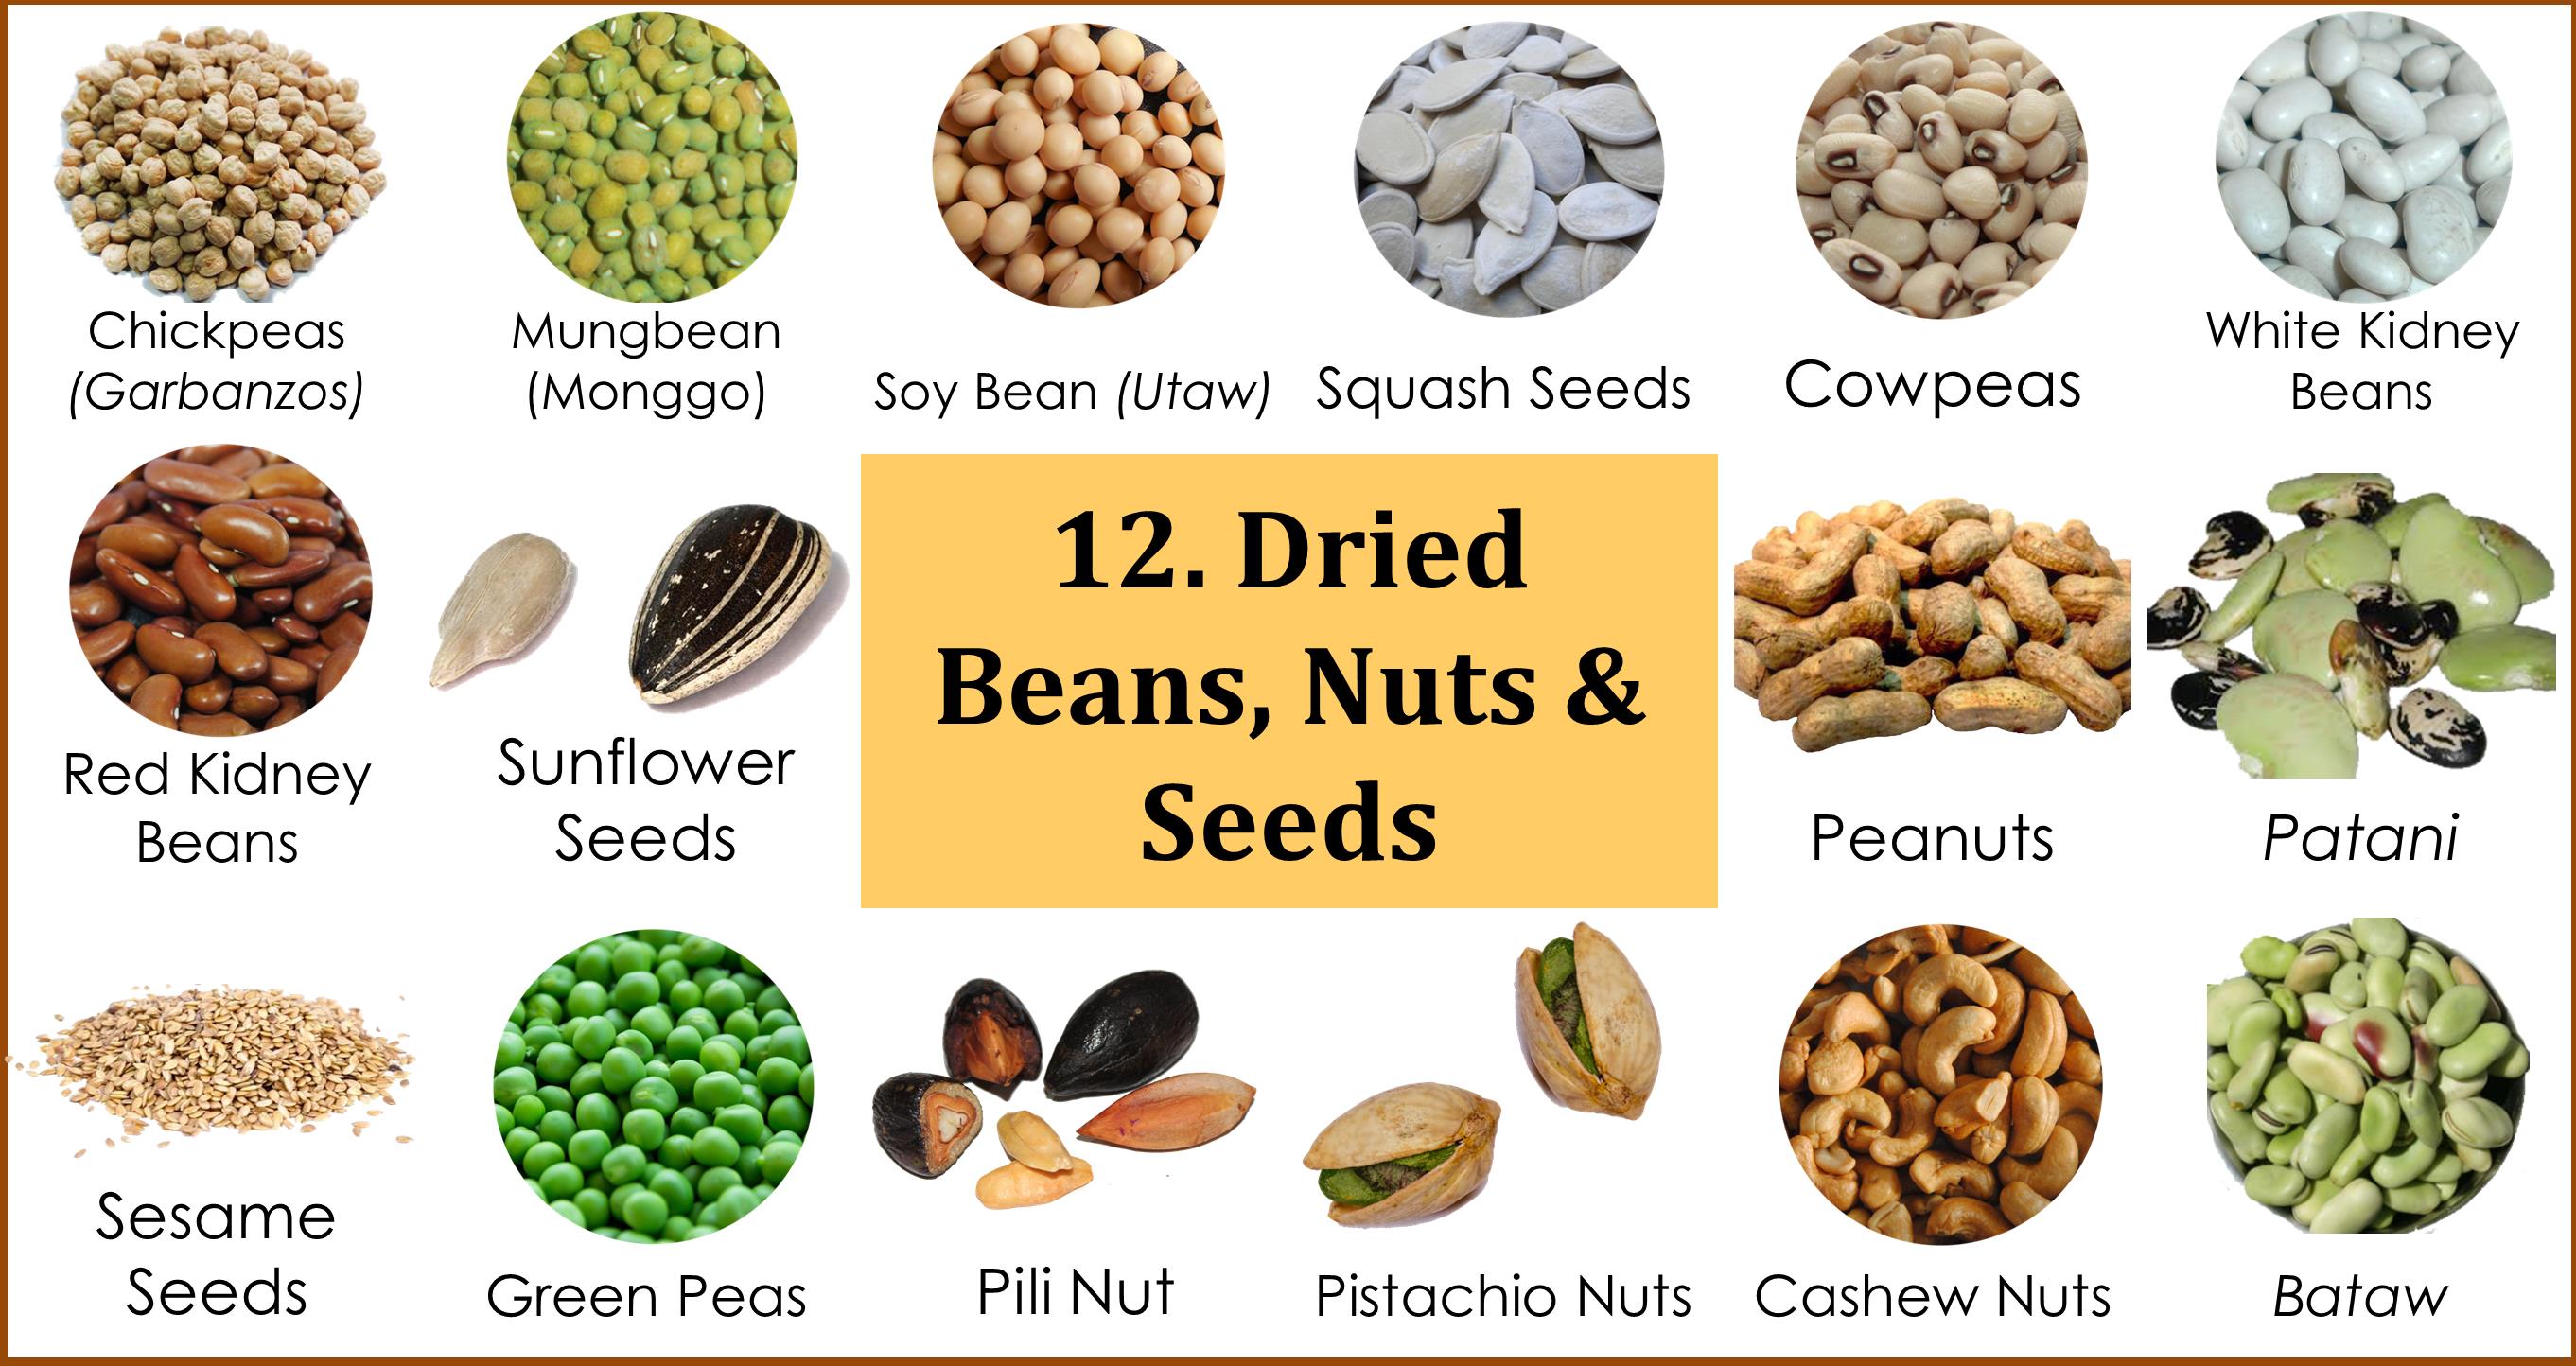 Chickpeas
(Garbanzos)
Mungbean
(Monggo)
Soy Bean (Utaw)
Squash Seeds
Cowpeas
White Kidney
Beans
Red Kidney
Beans
Sunflower
Seeds
12. Dried
Beans, Nuts &
Seeds
Peanuts
Patani
Sesame
Seeds
Green Peas
Pili Nut
Pistachio Nuts
Cashew Nuts
Bataw